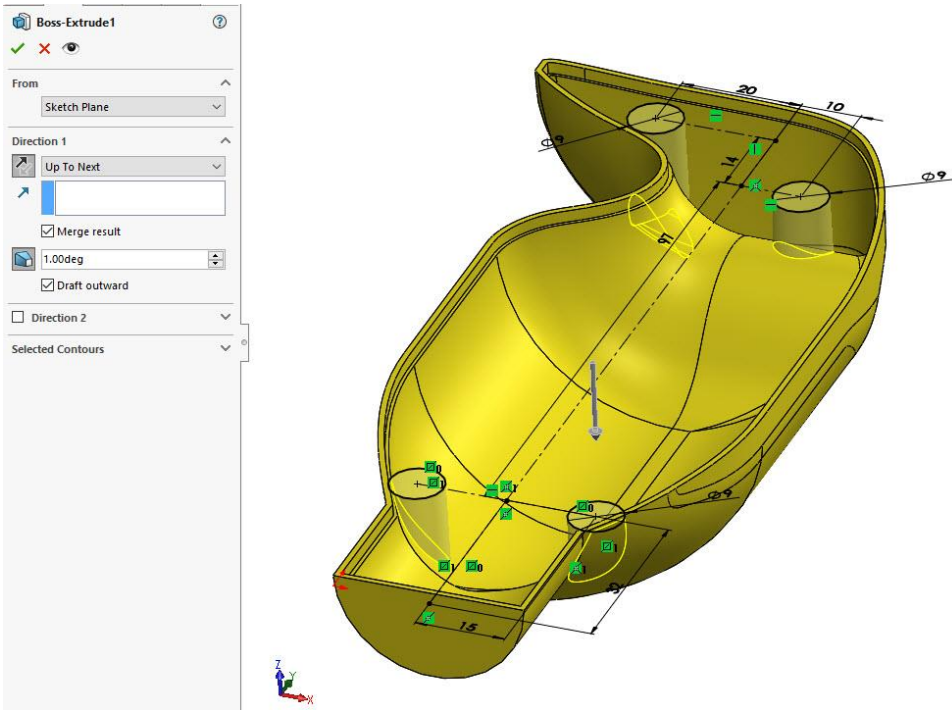 Boss-Extrude1
From
Sketch Plane
Direction 1
Up To Next
Merge result
1.00deg
Draft outward
Direction 2
Selected Contours
20
10
Ø9
14
Ø9
97
Ø9
15
Z
Y
X